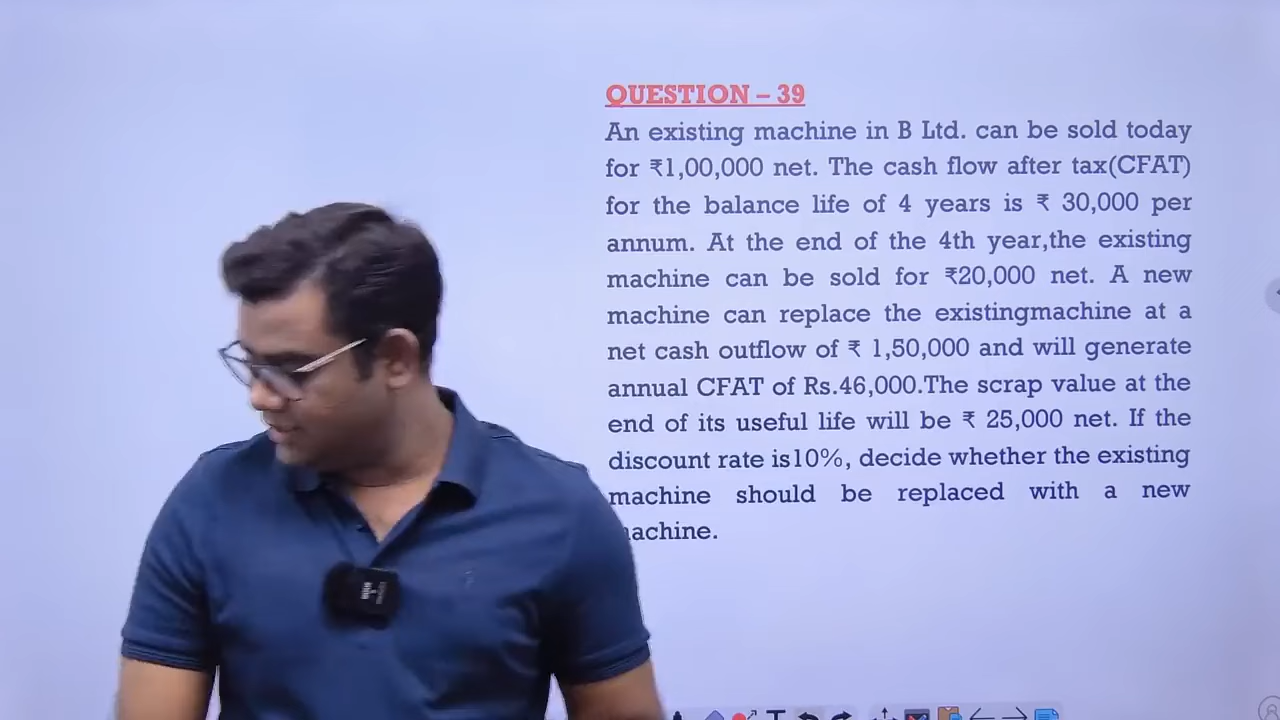 QUESTION – 39
An existing machine in B Ltd. can be sold today
for ₹1,00,000 net. The cash flow after tax(CFAT)
for the balance life of 4 years is ₹ 30,000 per
annum. At the end of the 4th year,the existing
machine can be sold for ₹20,000 net. A new
machine can replace the existingmachine at a
net cash outflow of ₹ 1,50,000 and will generate
annual CFAT of Rs.46,000.The scrap value at the
end of its useful life will be ₹ 25,000 net. If the
discount rate is10%, decide whether the existing
machine should be replaced with a new
achine.